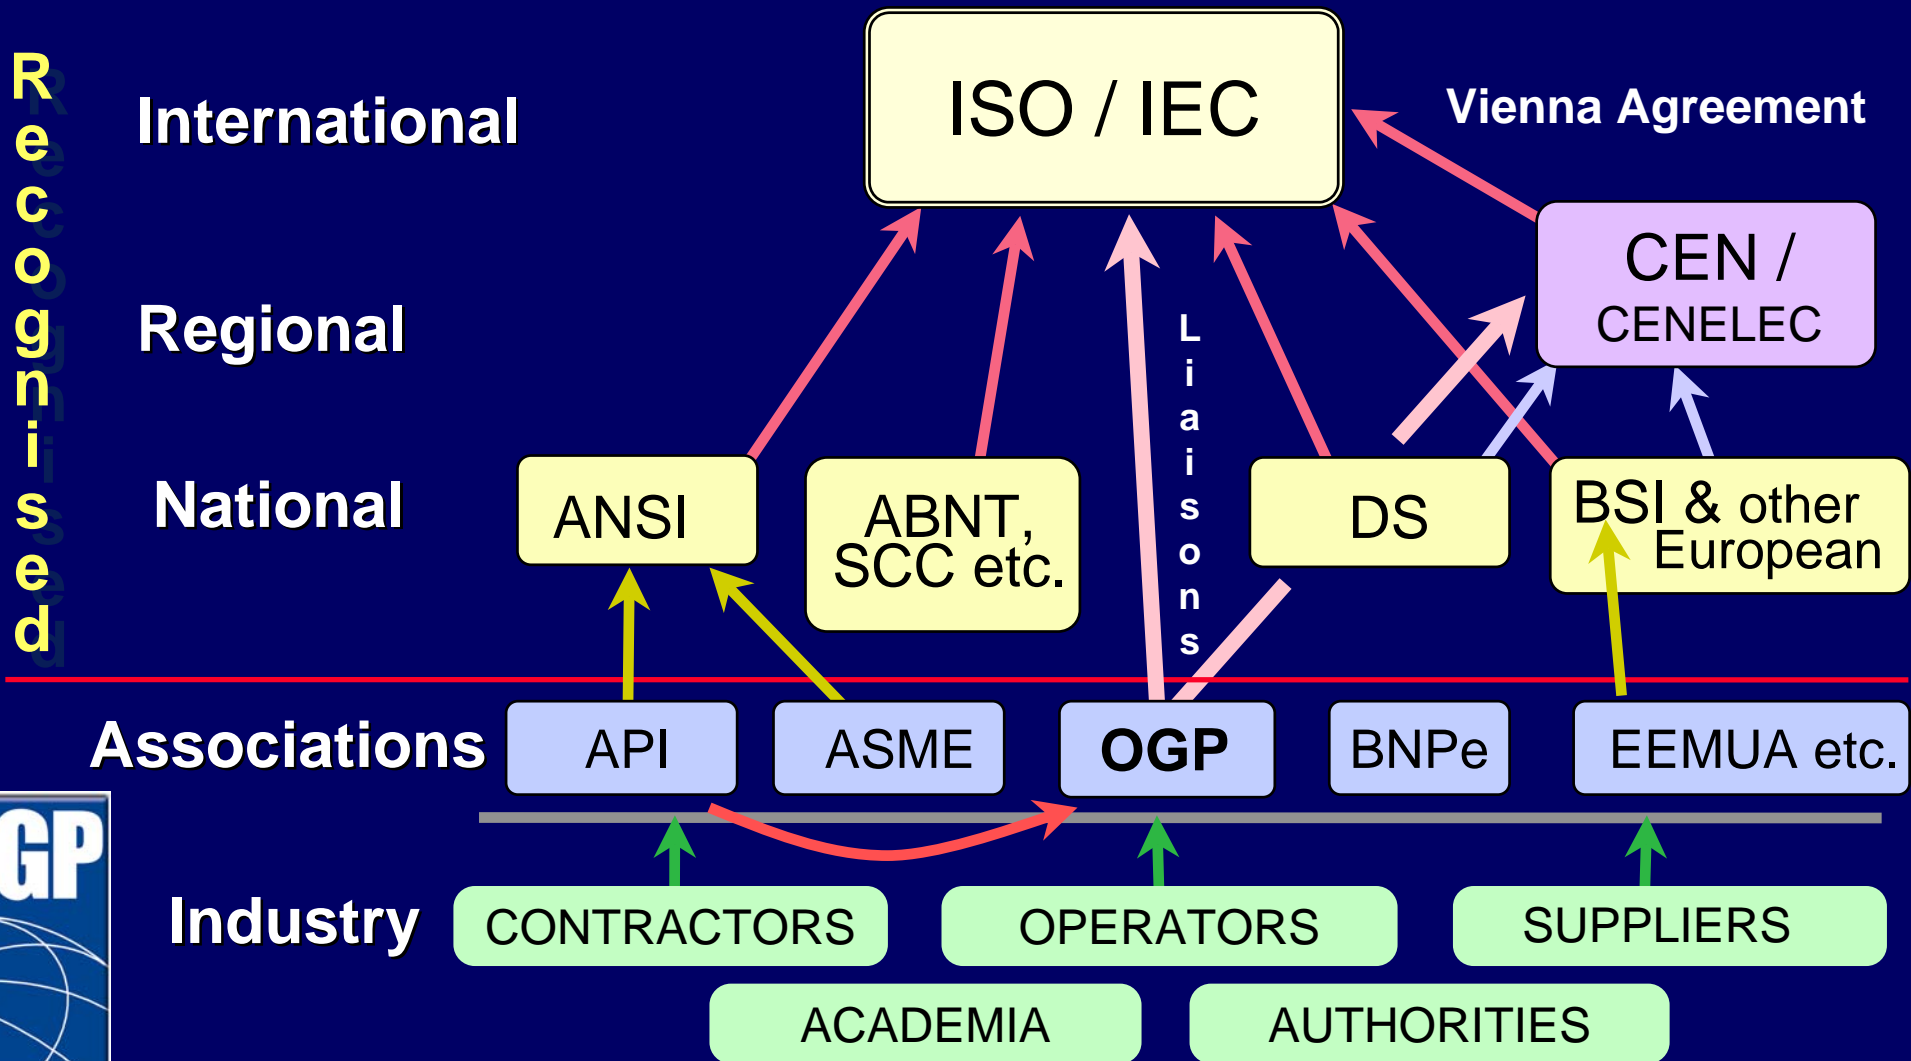 Recognised
International
ISO / IEC
Vienna Agreement
CEN /
CENELEC
Regional
Liaisons
National
ANSI
ABNT,
SCC etc.
DS
BSI & other
European
Associations
API
ASME
OGP
BNPe
EEMUA etc.
GP
Industry
CONTRACTORS
OPERATORS
SUPPLIERS
ACADEMIA
AUTHORITIES